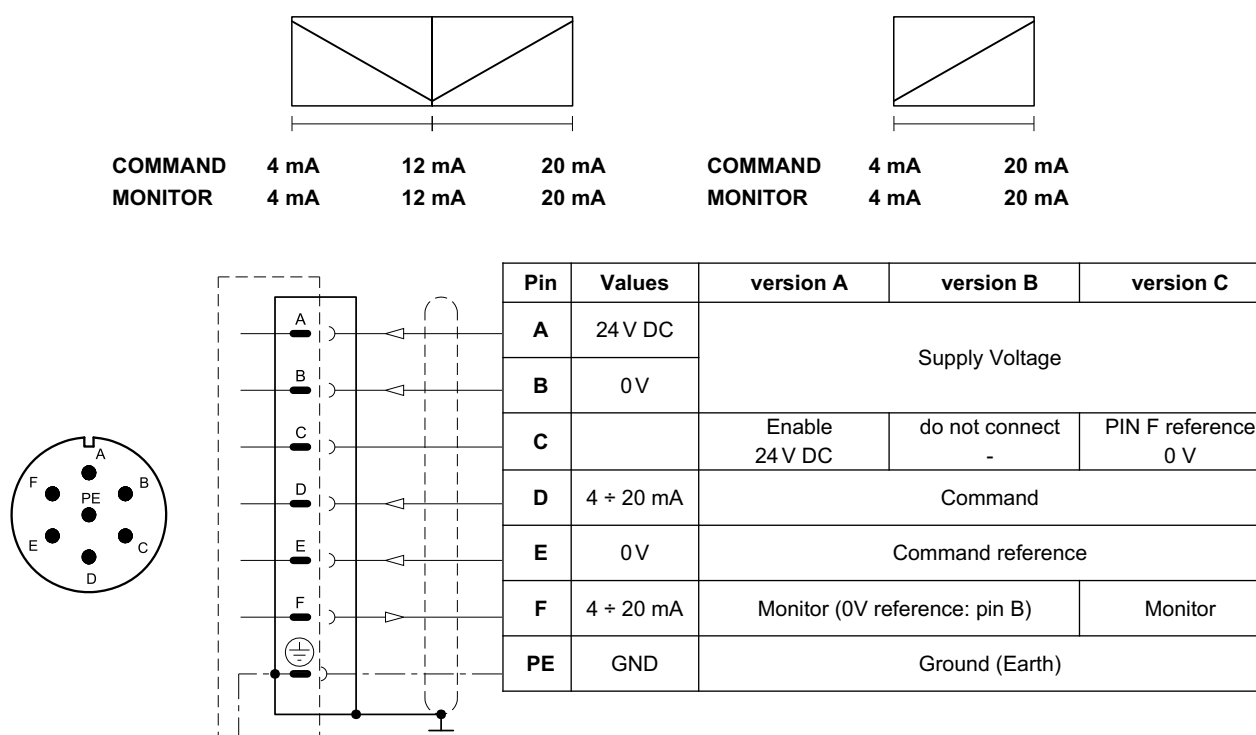 COMMAND 4 mA 12 mA 20 mA COMMAND 4 mA 20 mA
MONITOR 4 mA 12 mA 20 mA MONITOR 4 mA 20 mA
Pin Values version A version B version C
A 24 V DC
Supply Voltage
B 0 V
C Enable do not connect PIN F reference
24 V DC - 0 V
D 4 ÷ 20 mA Command
E 0 V Command reference
F 4 ÷ 20 mA Monitor (0V reference: pin B) Monitor
PE GND Ground (Earth)
A
B
C
D
E
F
A
F B
PE
E C
D